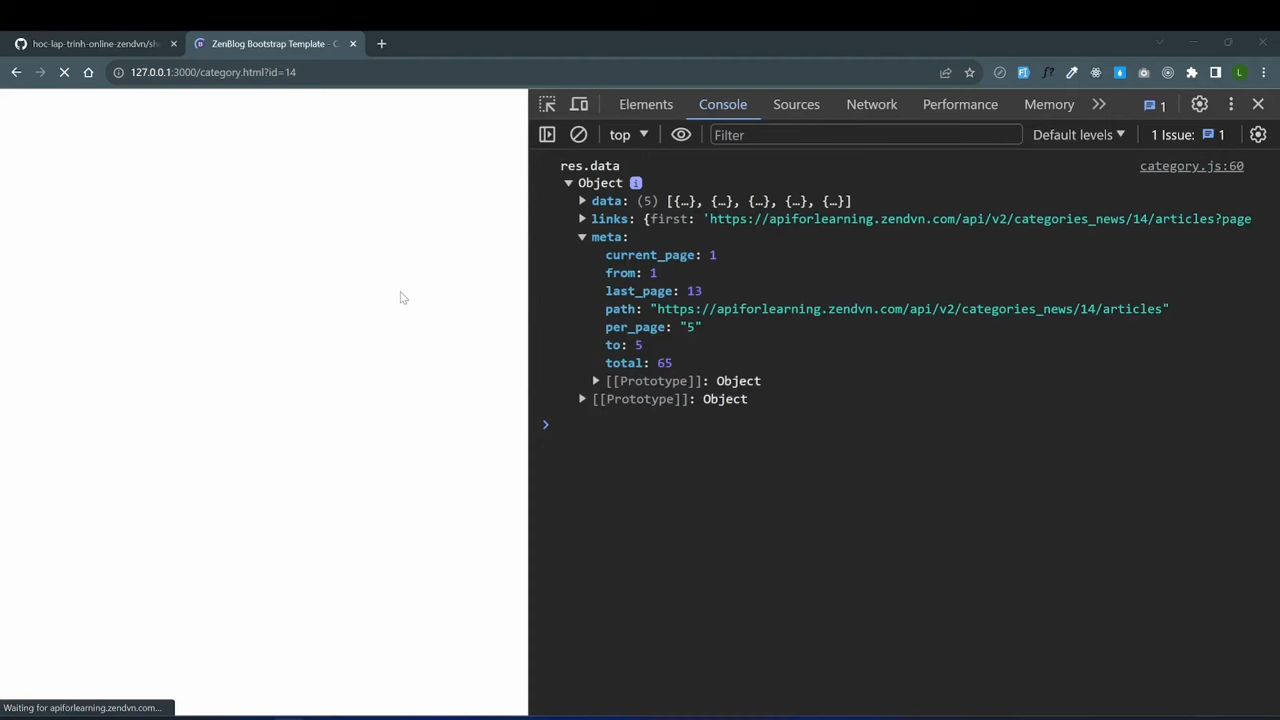 hoc-lap-trinh-online-zendvn/sh
ZenBlog Bootstrap Template - C
127.0.0.1:3000/category.html?id=14
Elements Console Sources Network Performance Memory 1
top Filter Default levels 1 Issue: 1
res.data category.js:60
Object
data: (5) [{…}, {…}, {…}, {…}, {…}]
links: {first: 'https://apiforlearning.zendvn.com/api/v2/categories_news/14/articles?page
meta:
current_page: 1
from: 1
last_page: 13
path: "https://apiforlearning.zendvn.com/api/v2/categories_news/14/articles"
per_page: "5"
to: 5
total: 65
[[Prototype]]: Object
[[Prototype]]: Object
Waiting for apiforlearning.zendvn.com...